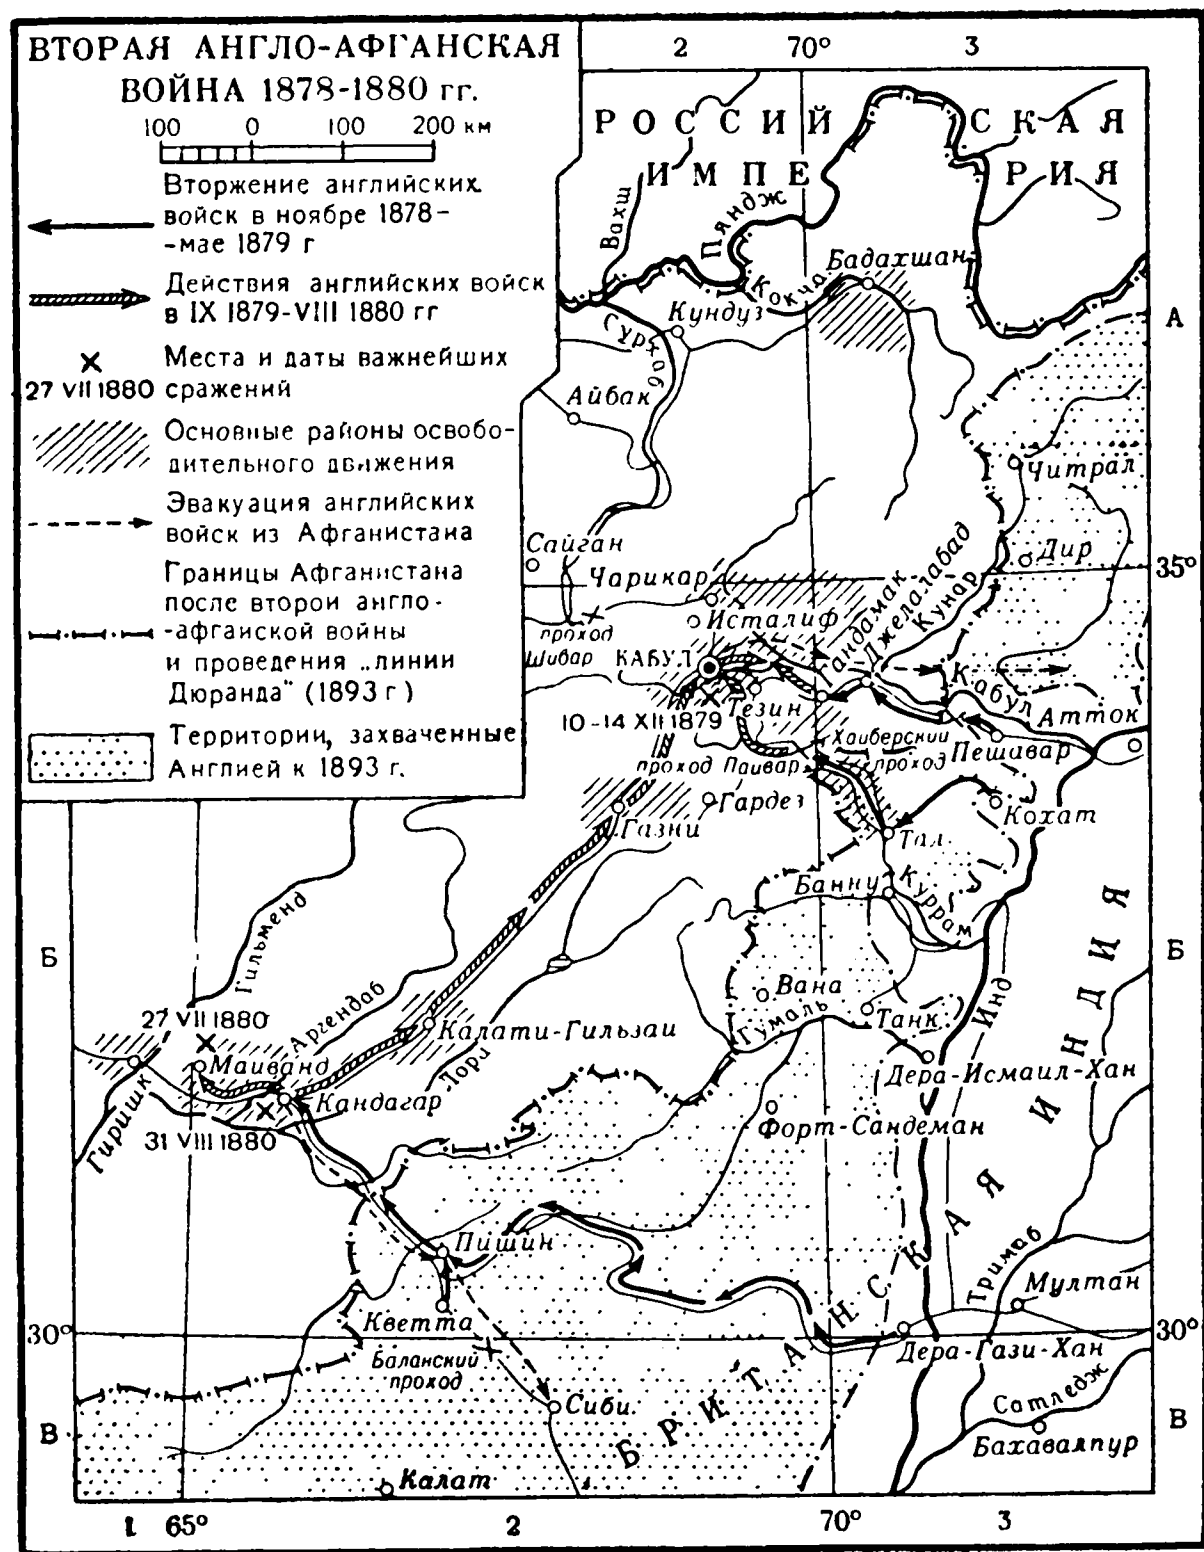 ВТОРАЯ АНГЛО-АФГАНСКАЯ
ВОЙНА 1878-1880 гг.
100 0 100 200 км
Вторжение английских
войск в ноябре 1878-
-мае 1879 г
Действия английских войск
в IX 1879-VIII 1880 гг
Места и даты важнейших
27 VII 1880 сражений
Основные районы освобо-
дительного движения
Эвакуация английских
войск из Афганистана
Границы Афганистана
после второй англо-
-афганской войны
и проведения „линии
Дюранда" (1893 г)
Территории, захваченные
Англией к 1893 г.
2 70° 3
РОССИЙСКАЯ
ИМПЕРИЯ
Вахш
Пяндж
Кокча
Бадахшан
Кундуз
Сурхаб
Айбак
А
Читрал
Дир
35°
Сайган
Чарикар
Исталиф
проход
Шибар
КАБУЛ
Гандамак
Джелалабад
Кунар
Кабул
Атток
Тезин
10-14 XII 1879
Хайберский
проход
Пешавар
проход Пайвар
Гардез
Кохат
Газни
Тал
Банну
Куррам
Гильменд
Б
Б
Вана
Гумаль
Танк
Инд
27 VII 1880
Аргендаб
Калати-Гильзаи
Маиванд
Лора
Дера-Исмаил-Хан
Кандагар
Гиришк
31 VIII 1880
Форт-Сандеман
Пишин
БРИТАНСКАЯ ИНДИЯ
Тримаб
Мултан
Кветта
30°
30°
Дера-Гази-Хан
Баланский
проход
Сиби
Сатледж
В
В
Бахавалпур
Калат
1 65° 2 70° 3